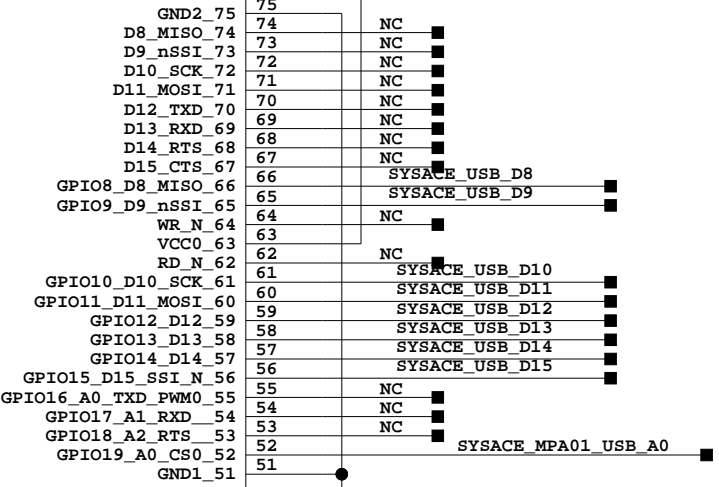 75
GND2_75
74 NC
D8_MISO_74
73 NC
D9_nSSI_73
72 NC
D10_SCK_72
71 NC
D11_MOSI_71
70 NC
D12_TXD_70
69 NC
D13_RXD_69
68 NC
D14_RTS_68
67 NC
D15_CTS_67
66 SYSACE_USB_D8
GPIO8_D8_MISO_66
65 SYSACE_USB_D9
GPIO9_D9_nSSI_65
64 NC
WR_N_64
63
VCC0_63
62 NC
RD_N_62
61 SYSACE_USB_D10
GPIO10_D10_SCK_61
60 SYSACE_USB_D11
GPIO11_D11_MOSI_60
59 SYSACE_USB_D12
GPIO12_D12_59
58 SYSACE_USB_D13
GPIO13_D13_58
57 SYSACE_USB_D14
GPIO14_D14_57
56 SYSACE_USB_D15
GPIO15_D15_SSI_N_56
55 NC
GPIO16_A0_TXD_PWM0_55
54 NC
GPIO17_A1_RXD__54
53 NC
GPIO18_A2_RTS__53
52 SYSACE_MPA01_USB_A0
GPIO19_A0_CS0_52
51
GND1_51